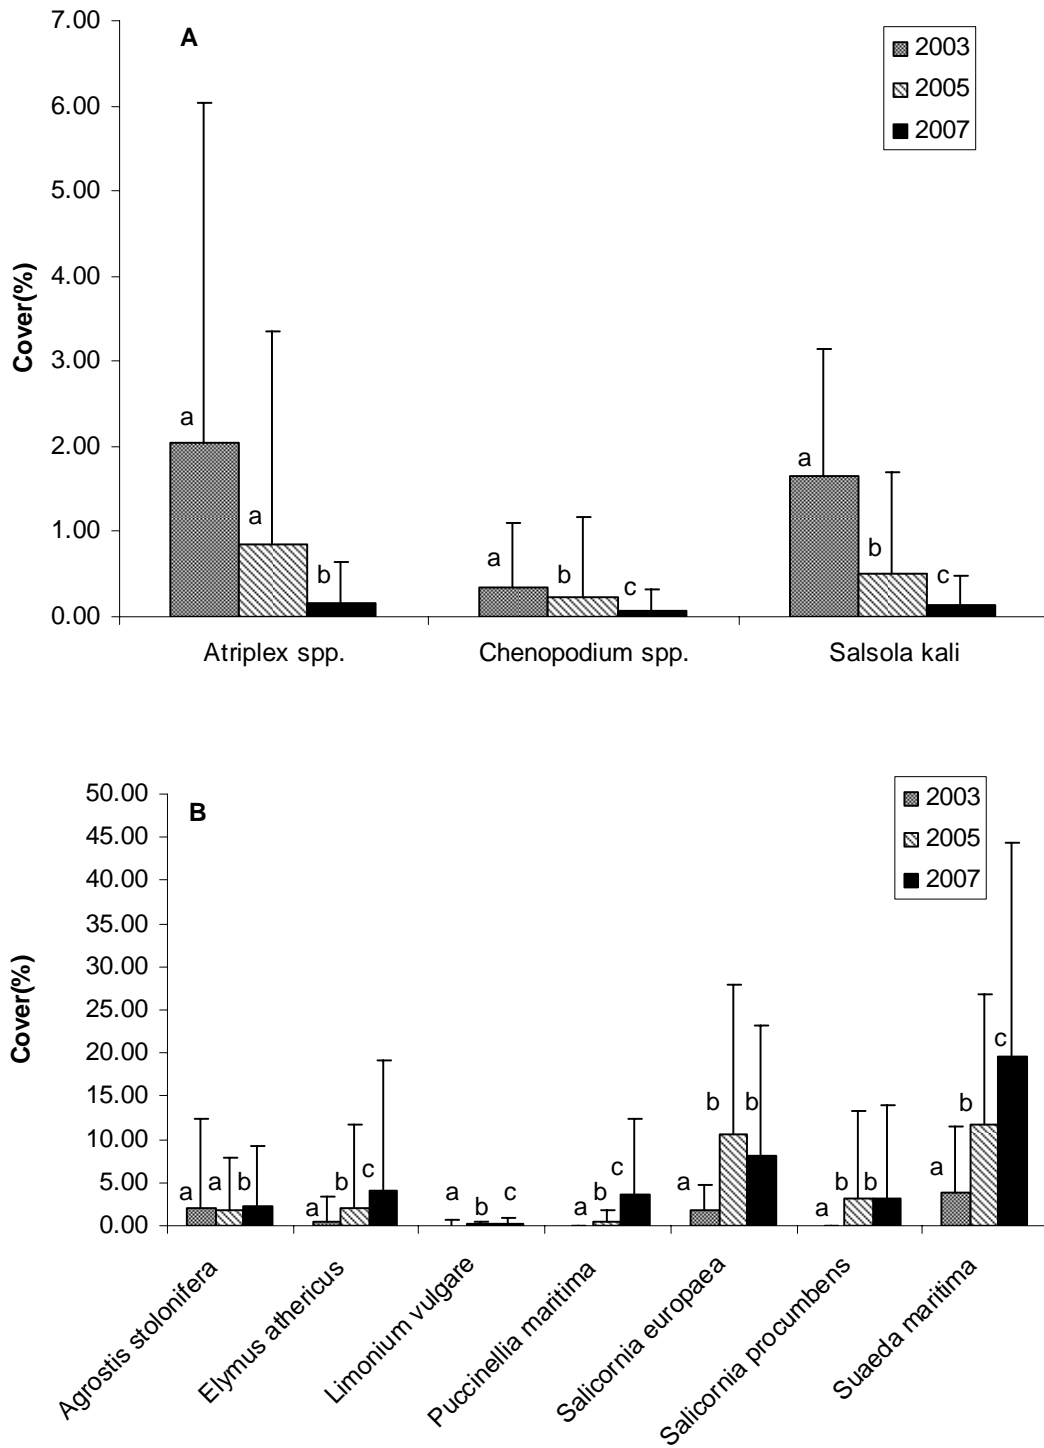 A
2003
2005
2007
Cover(%)
7.00
6.00
5.00
4.00
3.00
2.00
1.00
0.00
a
a
b
a
b
c
a
b
c
Atriplex spp.
Chenopodium spp.
Salsola kali
B
2003
2005
2007
Cover(%)
50.00
45.00
40.00
35.00
30.00
25.00
20.00
15.00
10.00
5.00
0.00
a
a
b
a
b
c
a
b
c
a
b
c
a
b
b
a
b
b
a
b
c
Agrostis stolonifera
Elymus athericus
Limonium vulgare
Puccinellia maritima
Salicornia europaea
Salicornia procumbens
Suaeda maritima